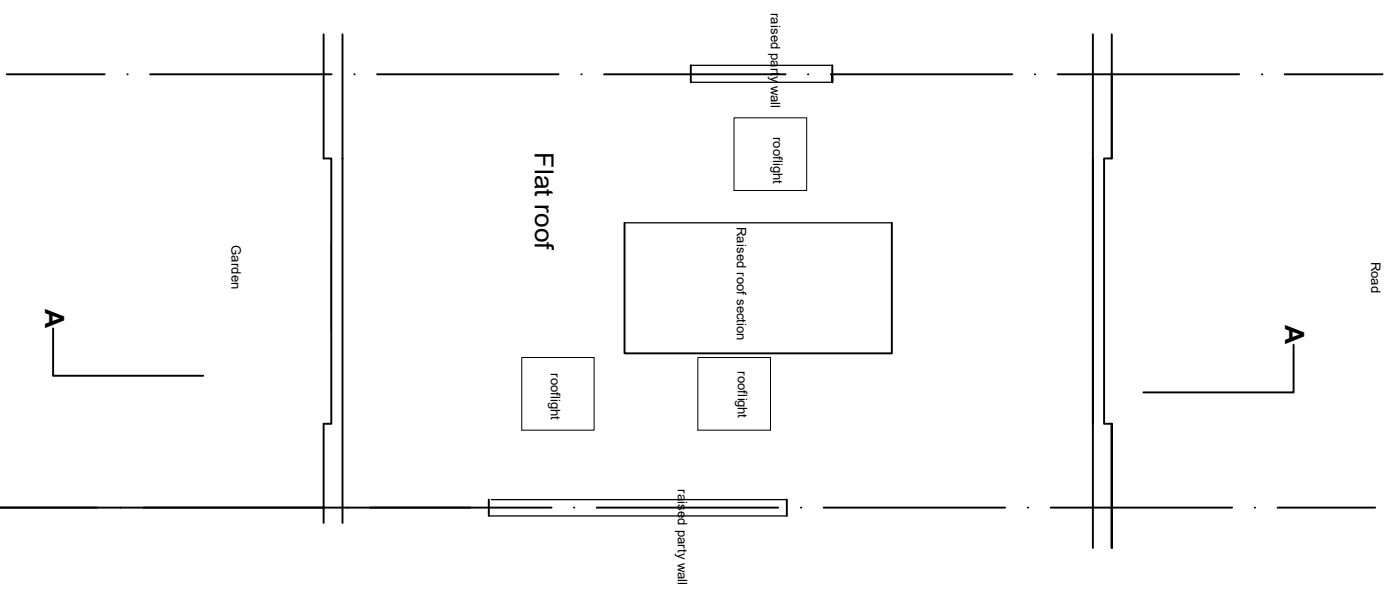 Road
A
raised party wall
rooflight
Raised roof section
rooflight
raised party wall
rooflight
Flat roof
Garden
A